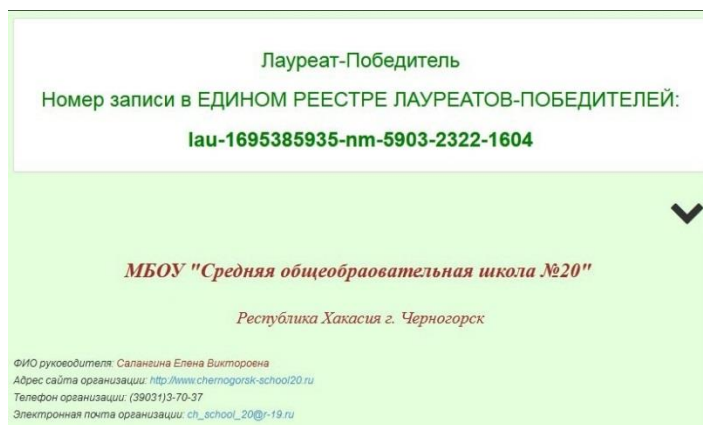 Лауреат-Победитель
Номер записи в ЕДИНОМ РЕЕСТРЕ ЛАУРЕАТОВ-ПОБЕДИТЕЛЕЙ:
lau-1695385935-nm-5903-2322-1604
МБОУ "Средняя общеобраовательная школа №20"
Республика Хакасия г. Черногорск
ФИО руководителя: Салангина Елена Викторовна
Адрес сайта организации: http://www.chernogorsk-school20.ru
Телефон организации: (39031)3-70-37
Электронная почта организации: ch_school_20@r-19.ru